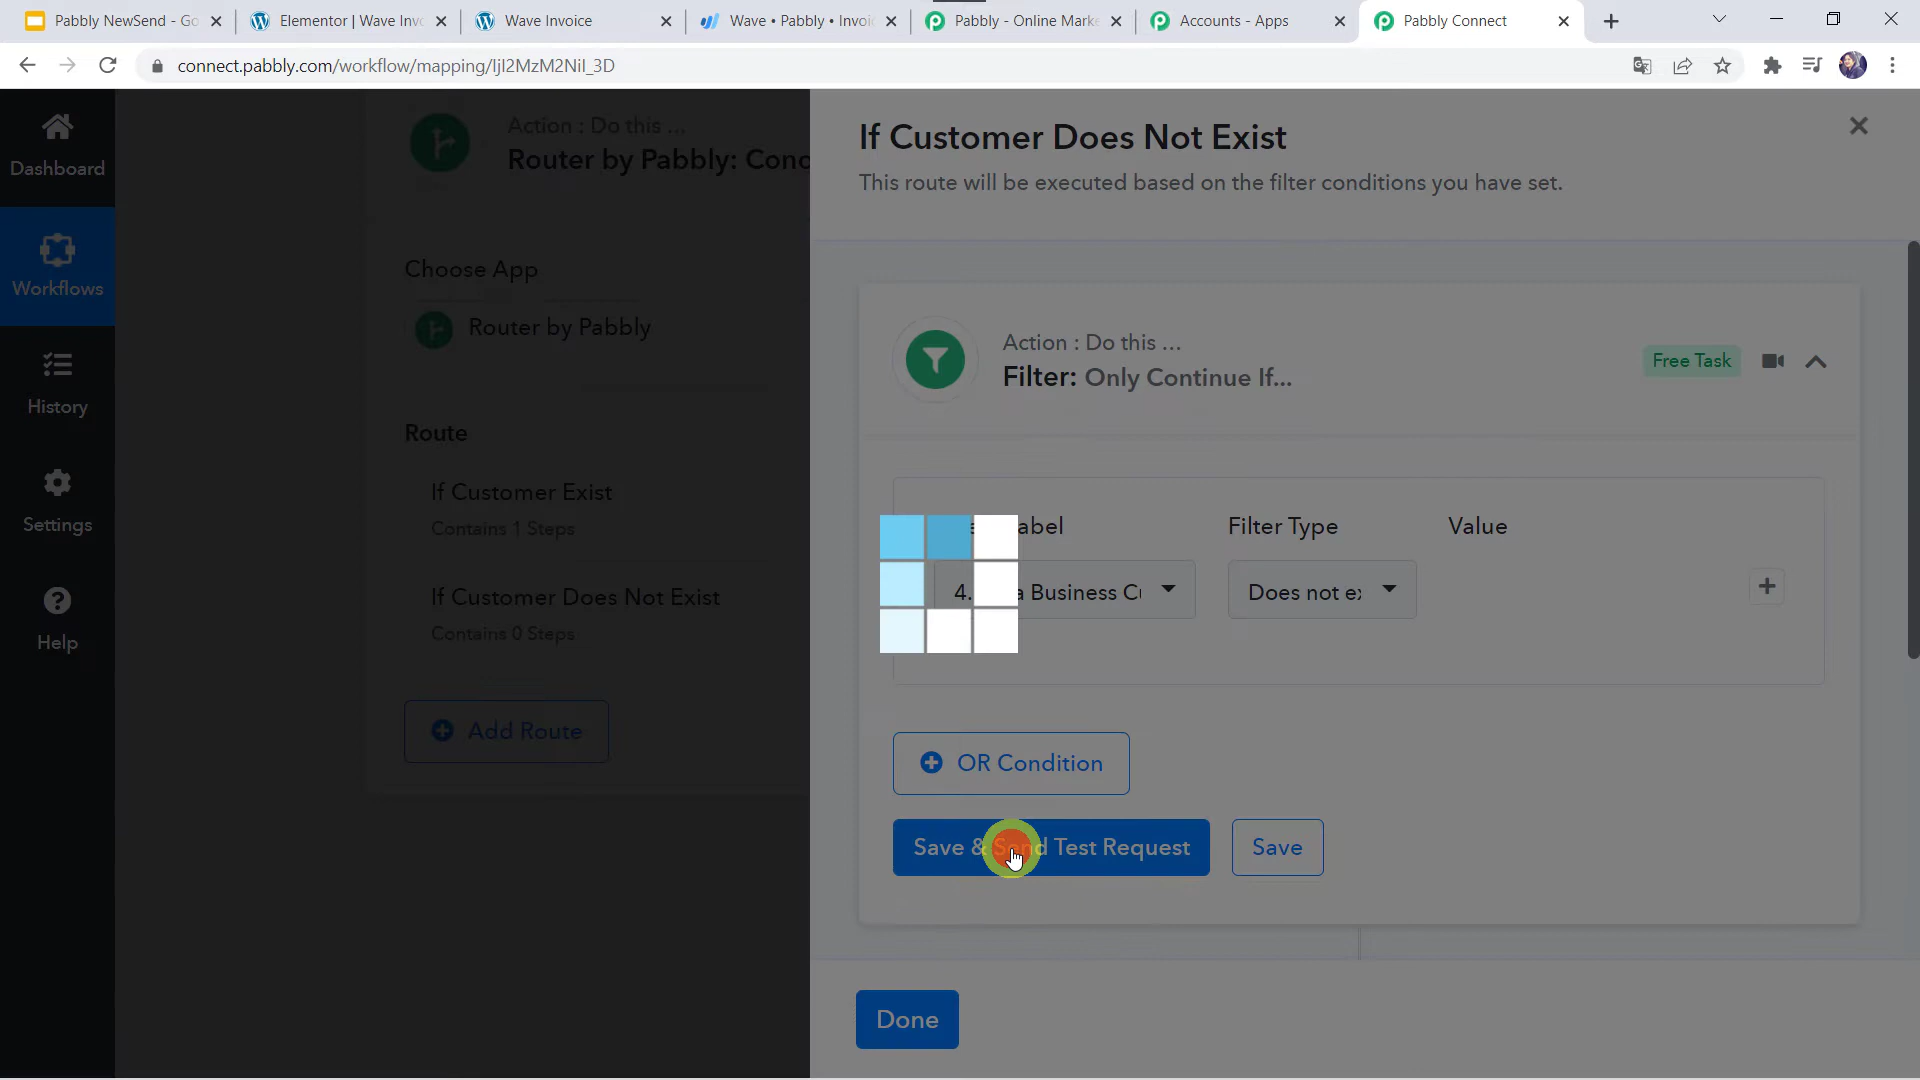 Pabbly NewSend - Go
Elementor | Wave Invo
Wave Invoice
Wave • Pabbly • Invoic
Pabbly - Online Marke
Accounts - Apps
Pabbly Connect
connect.pabbly.com/workflow/mapping/IjI2MzM2NiI_3D
Dashboard
Workflows
History
Settings
Help
Action : Do this ...
Router by Pabbly: Conc
Choose App
Router by Pabbly
Route
If Customer Exist
Contains 1 Steps
If Customer Does Not Exist
Contains 0 Steps
Add Route
If Customer Does Not Exist
This route will be executed based on the filter conditions you have set.
Action : Do this ...
Filter: Only Continue If...
Free Task
abel
Filter Type
Value
4. a Business Cu
Does not ex
OR Condition
Save & Send Test Request
Save
Done